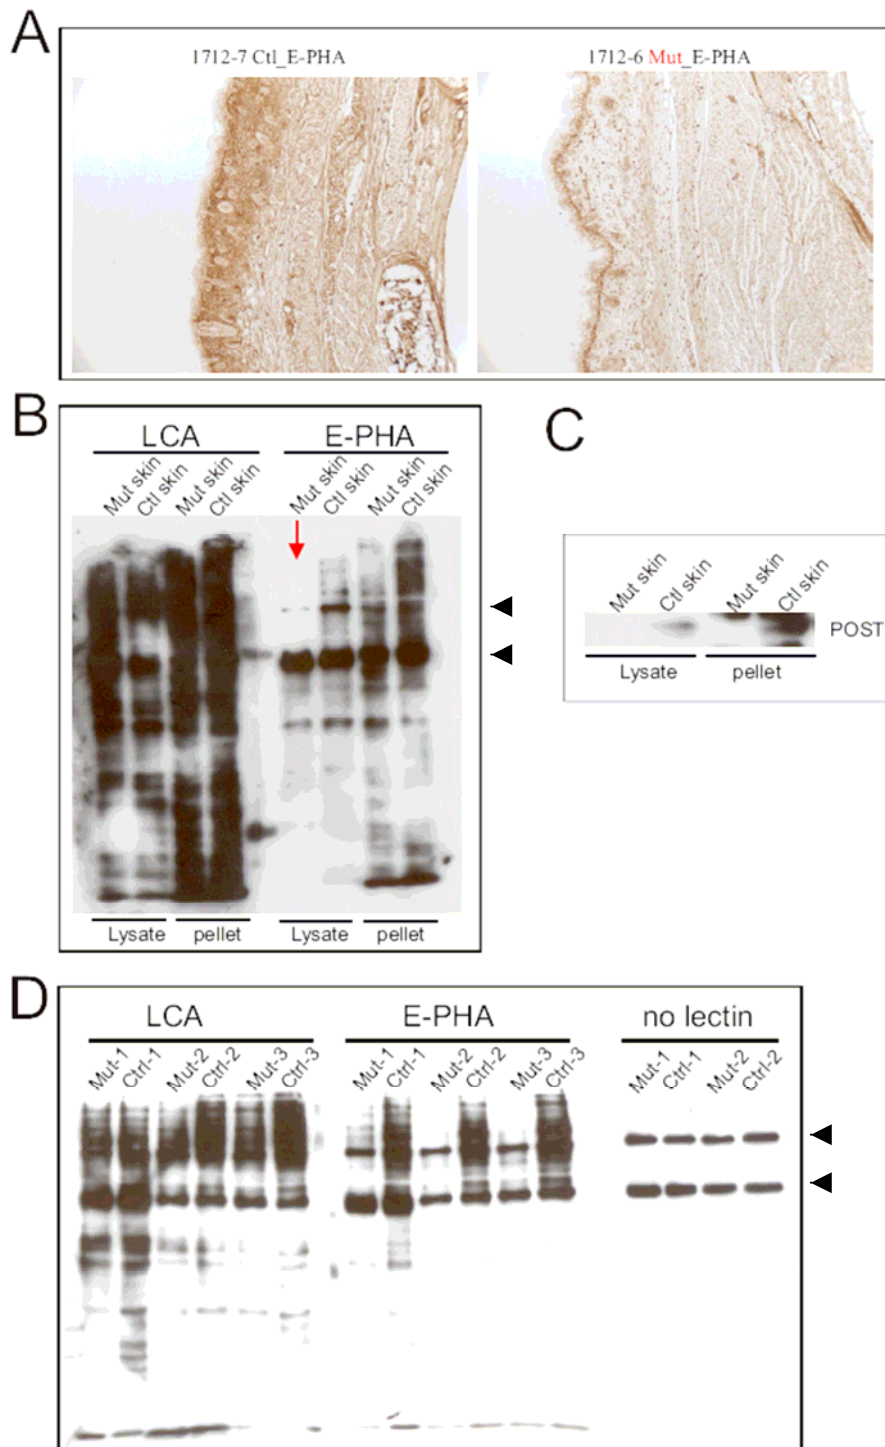 A
1712-7 Ctl_E-PHA
1712-6 Mut_E-PHA
B
LCA
E-PHA
Mut skin
Ctl skin
Mut skin
Ctl skin
Mut skin
Ctl skin
Mut skin
Ctl skin
Lysate
pellet
Lysate
pellet
C
Mut skin
Ctl skin
Mut skin
Ctl skin
POST
Lysate
pellet
D
LCA
E-PHA
no lectin
Mut-1
Ctrl-1
Mut-2
Ctrl-2
Mut-3
Ctrl-3
Mut-1
Ctrl-1
Mut-2
Ctrl-2
Mut-3
Ctrl-3
Mut-1
Ctrl-1
Mut-2
Ctrl-2